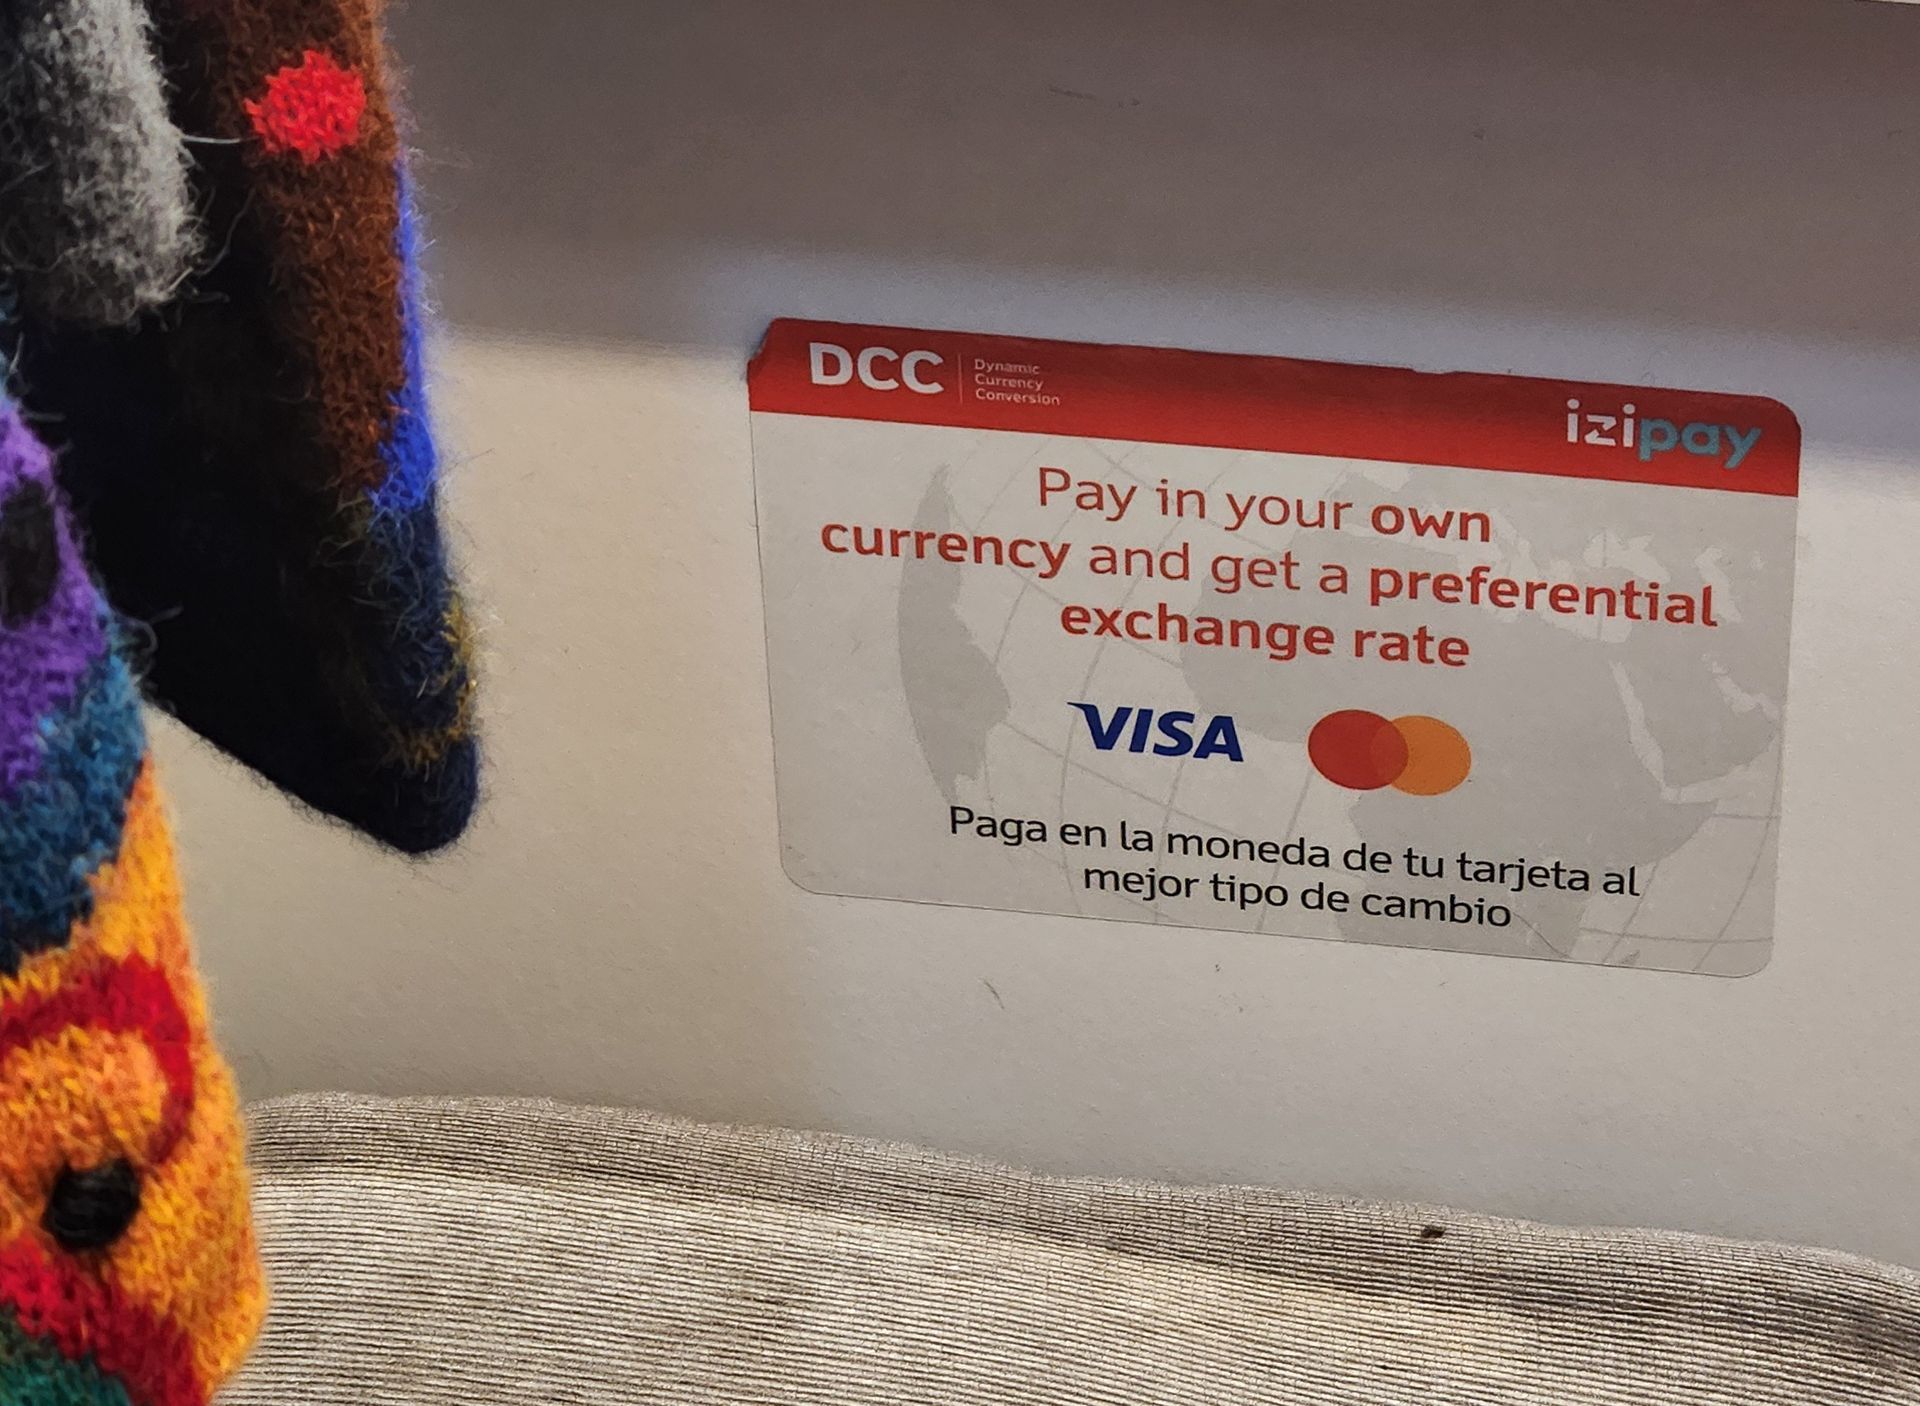 DCC
Dynamic
Currency
Conversion
izipay
Pay in your own
currency and get a preferential
exchange rate
VISA
Paga en la moneda de tu tarjeta al
mejor tipo de cambio